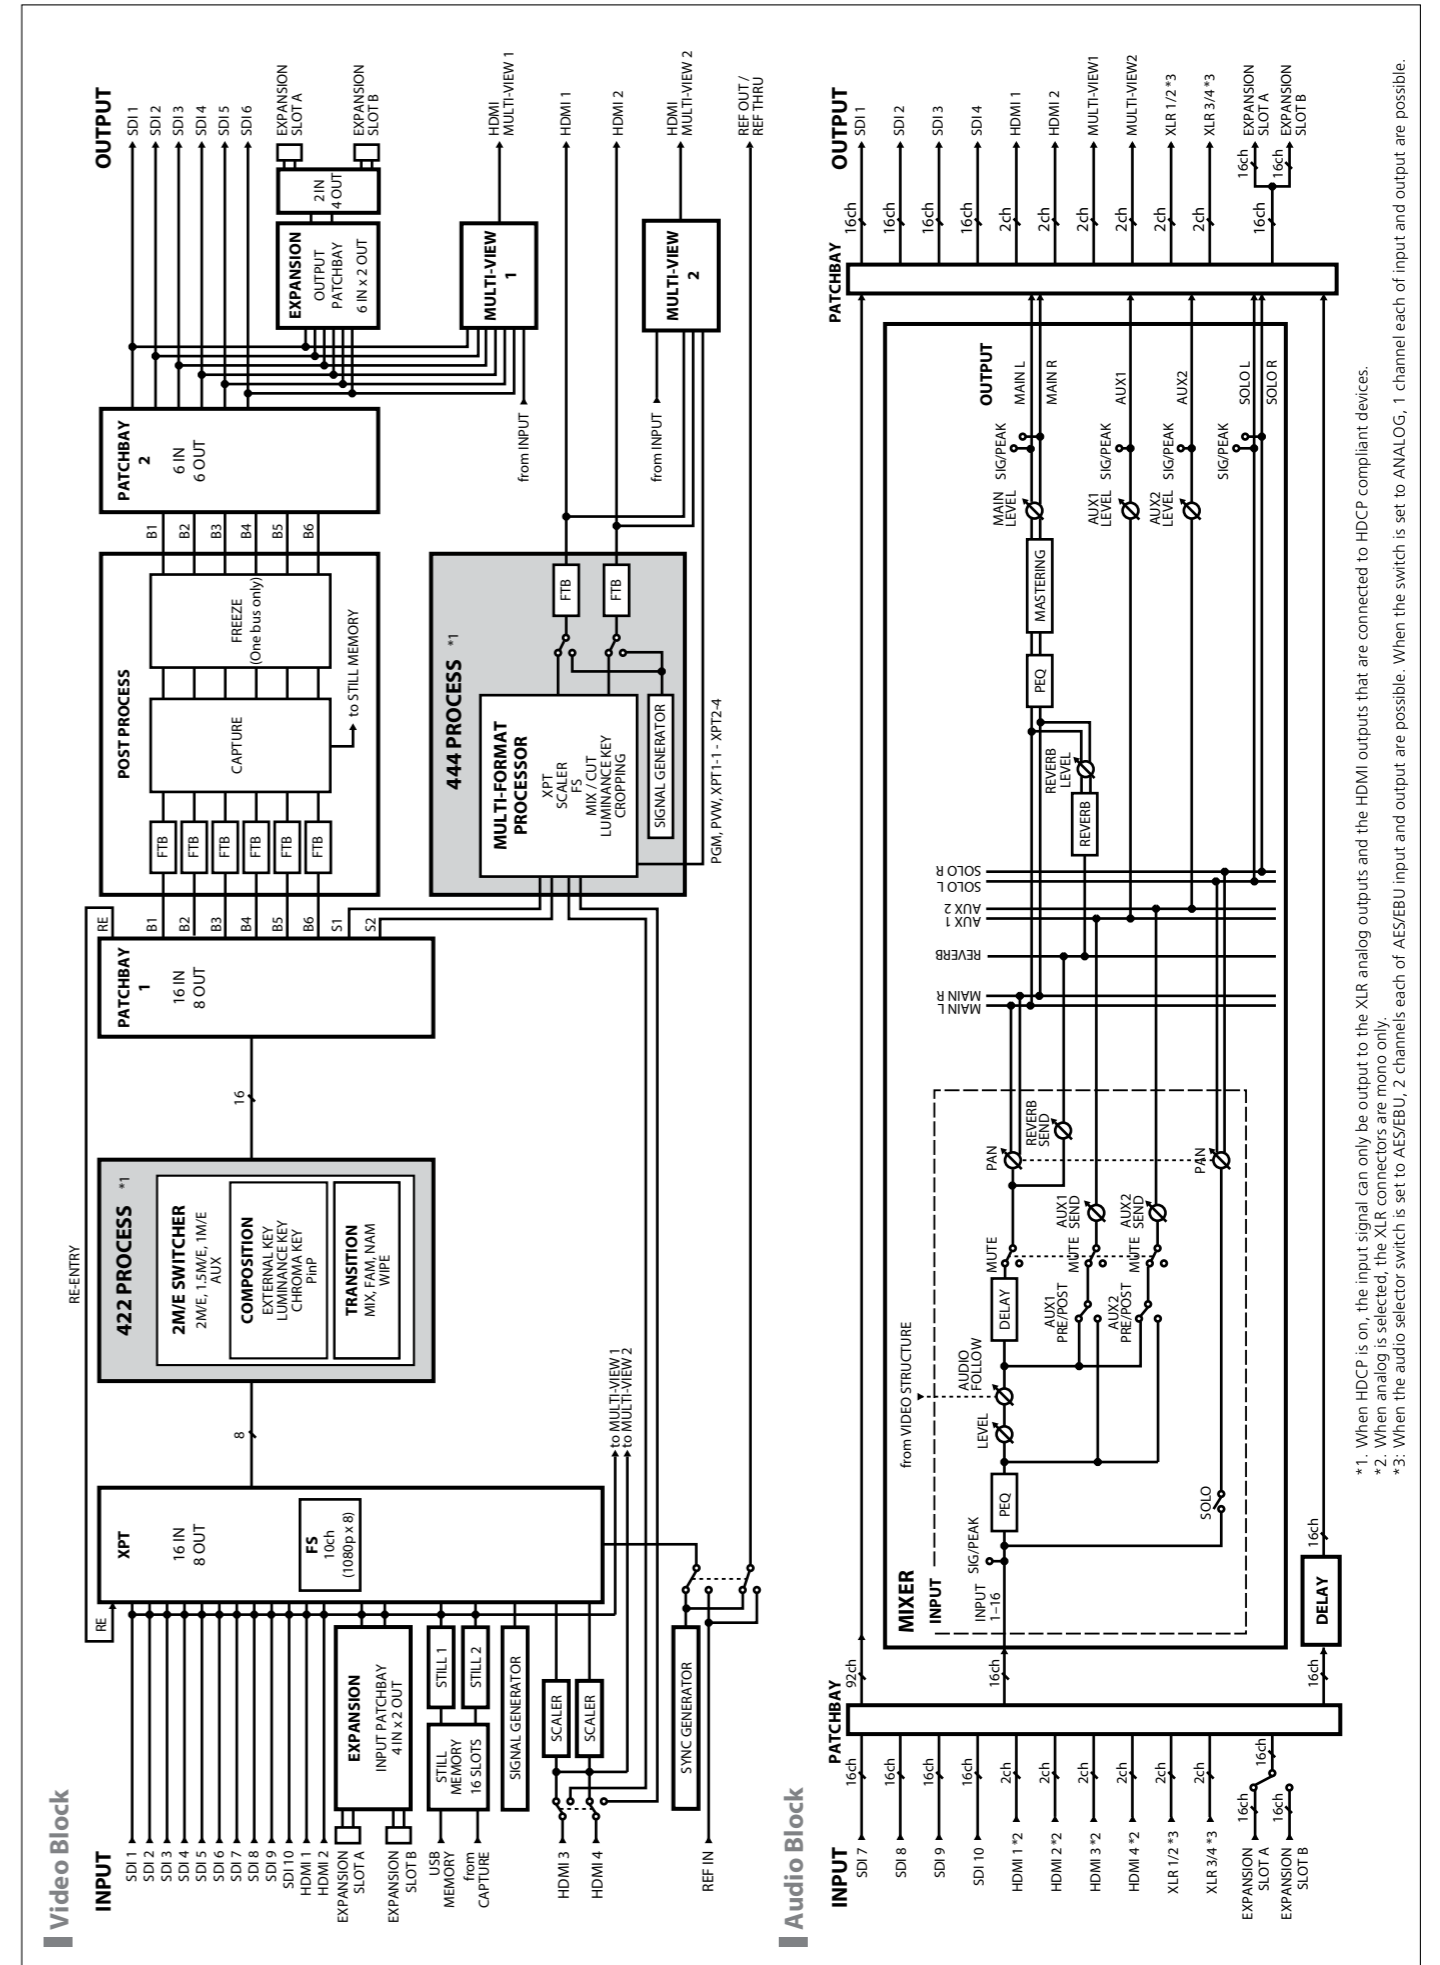 Video Block
INPUT
SDI 1
SDI 2
SDI 3
SDI 4
SDI 5
SDI 6
SDI 7
SDI 8
SDI 9
SDI 10
HDMI 1
HDMI 2
EXPANSION
SLOT A
EXPANSION
SLOT B
USB
MEMORY
from
CAPTURE
HDMI 3
HDMI 4
REF IN
RE
EXPANSION
INPUT PATCHBAY
4 IN x 2 OUT
STILL
MEMORY
16 SLOTS
STILL 1
STILL 2
SIGNAL GENERATOR
SCALER
SCALER
SYNC GENERATOR
XPT
16 IN
8 OUT
FS
10ch
(1080p x 8)
to MULTI-VIEW 1
to MULTI-VIEW 2
8
RE-ENTRY
422 PROCESS *1
2M/E SWITCHER
2M/E, 1.5M/E, 1M/E
AUX
COMPOSITION
EXTERNAL KEY
LUMINANCE KEY
CHROMA KEY
PinP
TRANSITION
MIX, FAM, NAM
WIPE
16
PATCHBAY
1
16 IN
8 OUT
RE
B1
B2
B3
B4
B5
B6
S1
S2
POST PROCESS
FTB
FTB
FTB
FTB
FTB
FTB
CAPTURE
to STILL MEMORY
FREEZE
(One bus only)
444 PROCESS *1
MULTI-FORMAT
PROCESSOR
XPT
SCALER
FS
MIX / CUT
LUMINANCE KEY
CROPPING
SIGNAL GENERATOR
FTB
FTB
PGM, PVW, XPT1-1 - XPT2-4
B1
B2
B3
B4
B5
B6
PATCHBAY
2
6 IN
6 OUT
from INPUT
from INPUT
EXPANSION
OUTPUT
PATCHBAY
6 IN x 2 OUT
2IN
4 OUT
MULTI-VIEW
1
MULTI-VIEW
2
OUTPUT
SDI 1
SDI 2
SDI 3
SDI 4
SDI 5
SDI 6
EXPANSION
SLOT A
EXPANSION
SLOT B
HDMI
MULTI-VIEW 1
HDMI 1
HDMI 2
HDMI
MULTI-VIEW 2
REF OUT /
REF THRU
Audio Block
INPUT
SDI 7
SDI 8
SDI 9
SDI 10
HDMI 1 *2
HDMI 2 *2
HDMI 3 *2
HDMI 4 *2
XLR 1/2 *3
XLR 3/4 *3
EXPANSION
SLOT A
EXPANSION
SLOT B
16ch
16ch
16ch
16ch
2ch
2ch
2ch
2ch
2ch
2ch
16ch
16ch
16ch
PATCHBAY
92ch
16ch
16ch
DELAY
16ch
MIXER
INPUT
INPUT
1–16
SIG/PEAK
PEQ
from VIDEO STRUCTURE
LEVEL
AUDIO
FOLLOW
DELAY
MUTE
AUX1
PRE/POST
AUX2
PRE/POST
MUTE
MUTE
AUX1
SEND
AUX2
SEND
SOLO
PAN
REVERB
SEND
PAN
MAIN L
MAIN R
REVERB
AUX 1
AUX 2
SOLO L
SOLO R
REVERB
REVERB
LEVEL
PEQ
MASTERING
MAIN
LEVEL
AUX1
LEVEL
AUX2
LEVEL
SIG/PEAK
SIG/PEAK
SIG/PEAK
SIG/PEAK
OUTPUT
MAIN L
MAIN R
AUX1
AUX2
SOLO L
SOLO R
PATCHBAY
16ch
16ch
16ch
16ch
2ch
2ch
2ch
2ch
2ch
2ch
16ch
16ch
16ch
OUTPUT
SDI 1
SDI 2
SDI 3
SDI 4
HDMI 1
HDMI 2
MULTI-VIEW1
MULTI-VIEW2
XLR 1/2 *3
XLR 3/4 *3
EXPANSION
SLOT A
EXPANSION
SLOT B
*1. When HDCP is on, the input signal can only be output to the XLR analog outputs and the HDMI outputs that are connected to HDCP compliant devices.
*2. When analog is selected, the XLR connectors are mono only.
*3: When the audio selector switch is set to AES/EBU, 2 channels each of AES/EBU input and output are possible. When the switch is set to ANALOG, 1 channel each of input and output are possible.